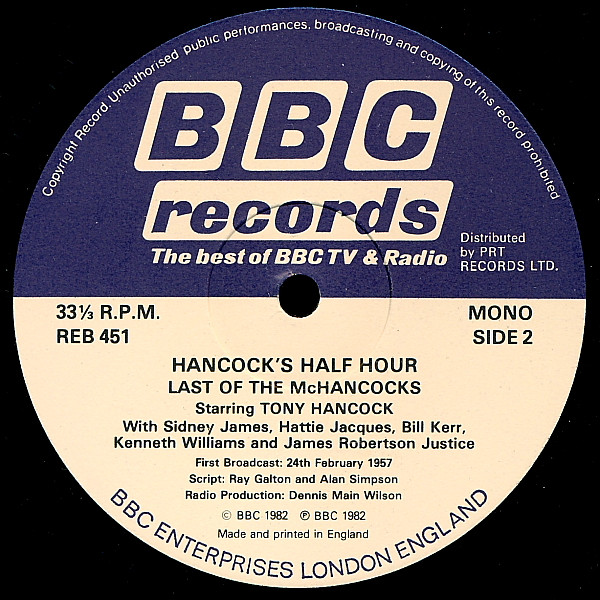 Copyright Record. Unauthorised public performances, broadcasting and copying of this record prohibited
BBC
records
The best of BBC TV & Radio
Distributed
by PRT
RECORDS LTD.
33⅓ R.P.M.
REB 451
MONO
SIDE 2
HANCOCK'S HALF HOUR
LAST OF THE McHANCOCKS
Starring TONY HANCOCK
With Sidney James, Hattie Jacques, Bill Kerr,
Kenneth Williams and James Robertson Justice
First Broadcast: 24th February 1957
Script: Ray Galton and Alan Simpson
Radio Production: Dennis Main Wilson
© BBC 1982 ℗ BBC 1982
Made and printed in England
BBC ENTERPRISES LONDON ENGLAND